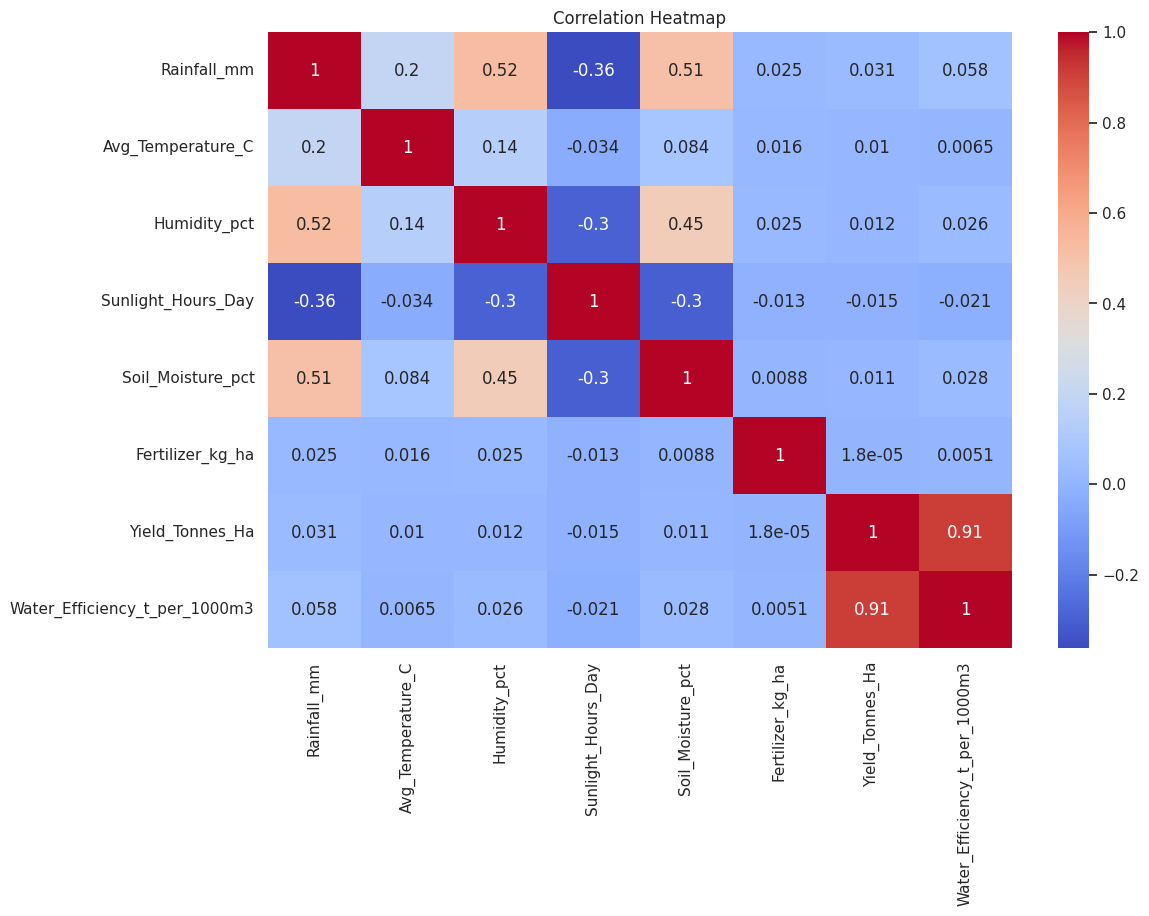 Correlation Heatmap
Rainfall_mm 1 0.2 0.52 -0.36 0.51 0.025 0.031 0.058
Avg_Temperature_C 0.2 1 0.14 -0.034 0.084 0.016 0.01 0.0065
Humidity_pct 0.52 0.14 1 -0.3 0.45 0.025 0.012 0.026
Sunlight_Hours_Day -0.36 -0.034 -0.3 1 -0.3 -0.013 -0.015 -0.021
Soil_Moisture_pct 0.51 0.084 0.45 -0.3 1 0.0088 0.011 0.028
Fertilizer_kg_ha 0.025 0.016 0.025 -0.013 0.0088 1 1.8e-05 0.0051
Yield_Tonnes_Ha 0.031 0.01 0.012 -0.015 0.011 1.8e-05 1 0.91
Water_Efficiency_t_per_1000m3 0.058 0.0065 0.026 -0.021 0.028 0.0051 0.91 1
Rainfall_mm
Avg_Temperature_C
Humidity_pct
Sunlight_Hours_Day
Soil_Moisture_pct
Fertilizer_kg_ha
Yield_Tonnes_Ha
Water_Efficiency_t_per_1000m3
1.0
0.8
0.6
0.4
0.2
0.0
−0.2